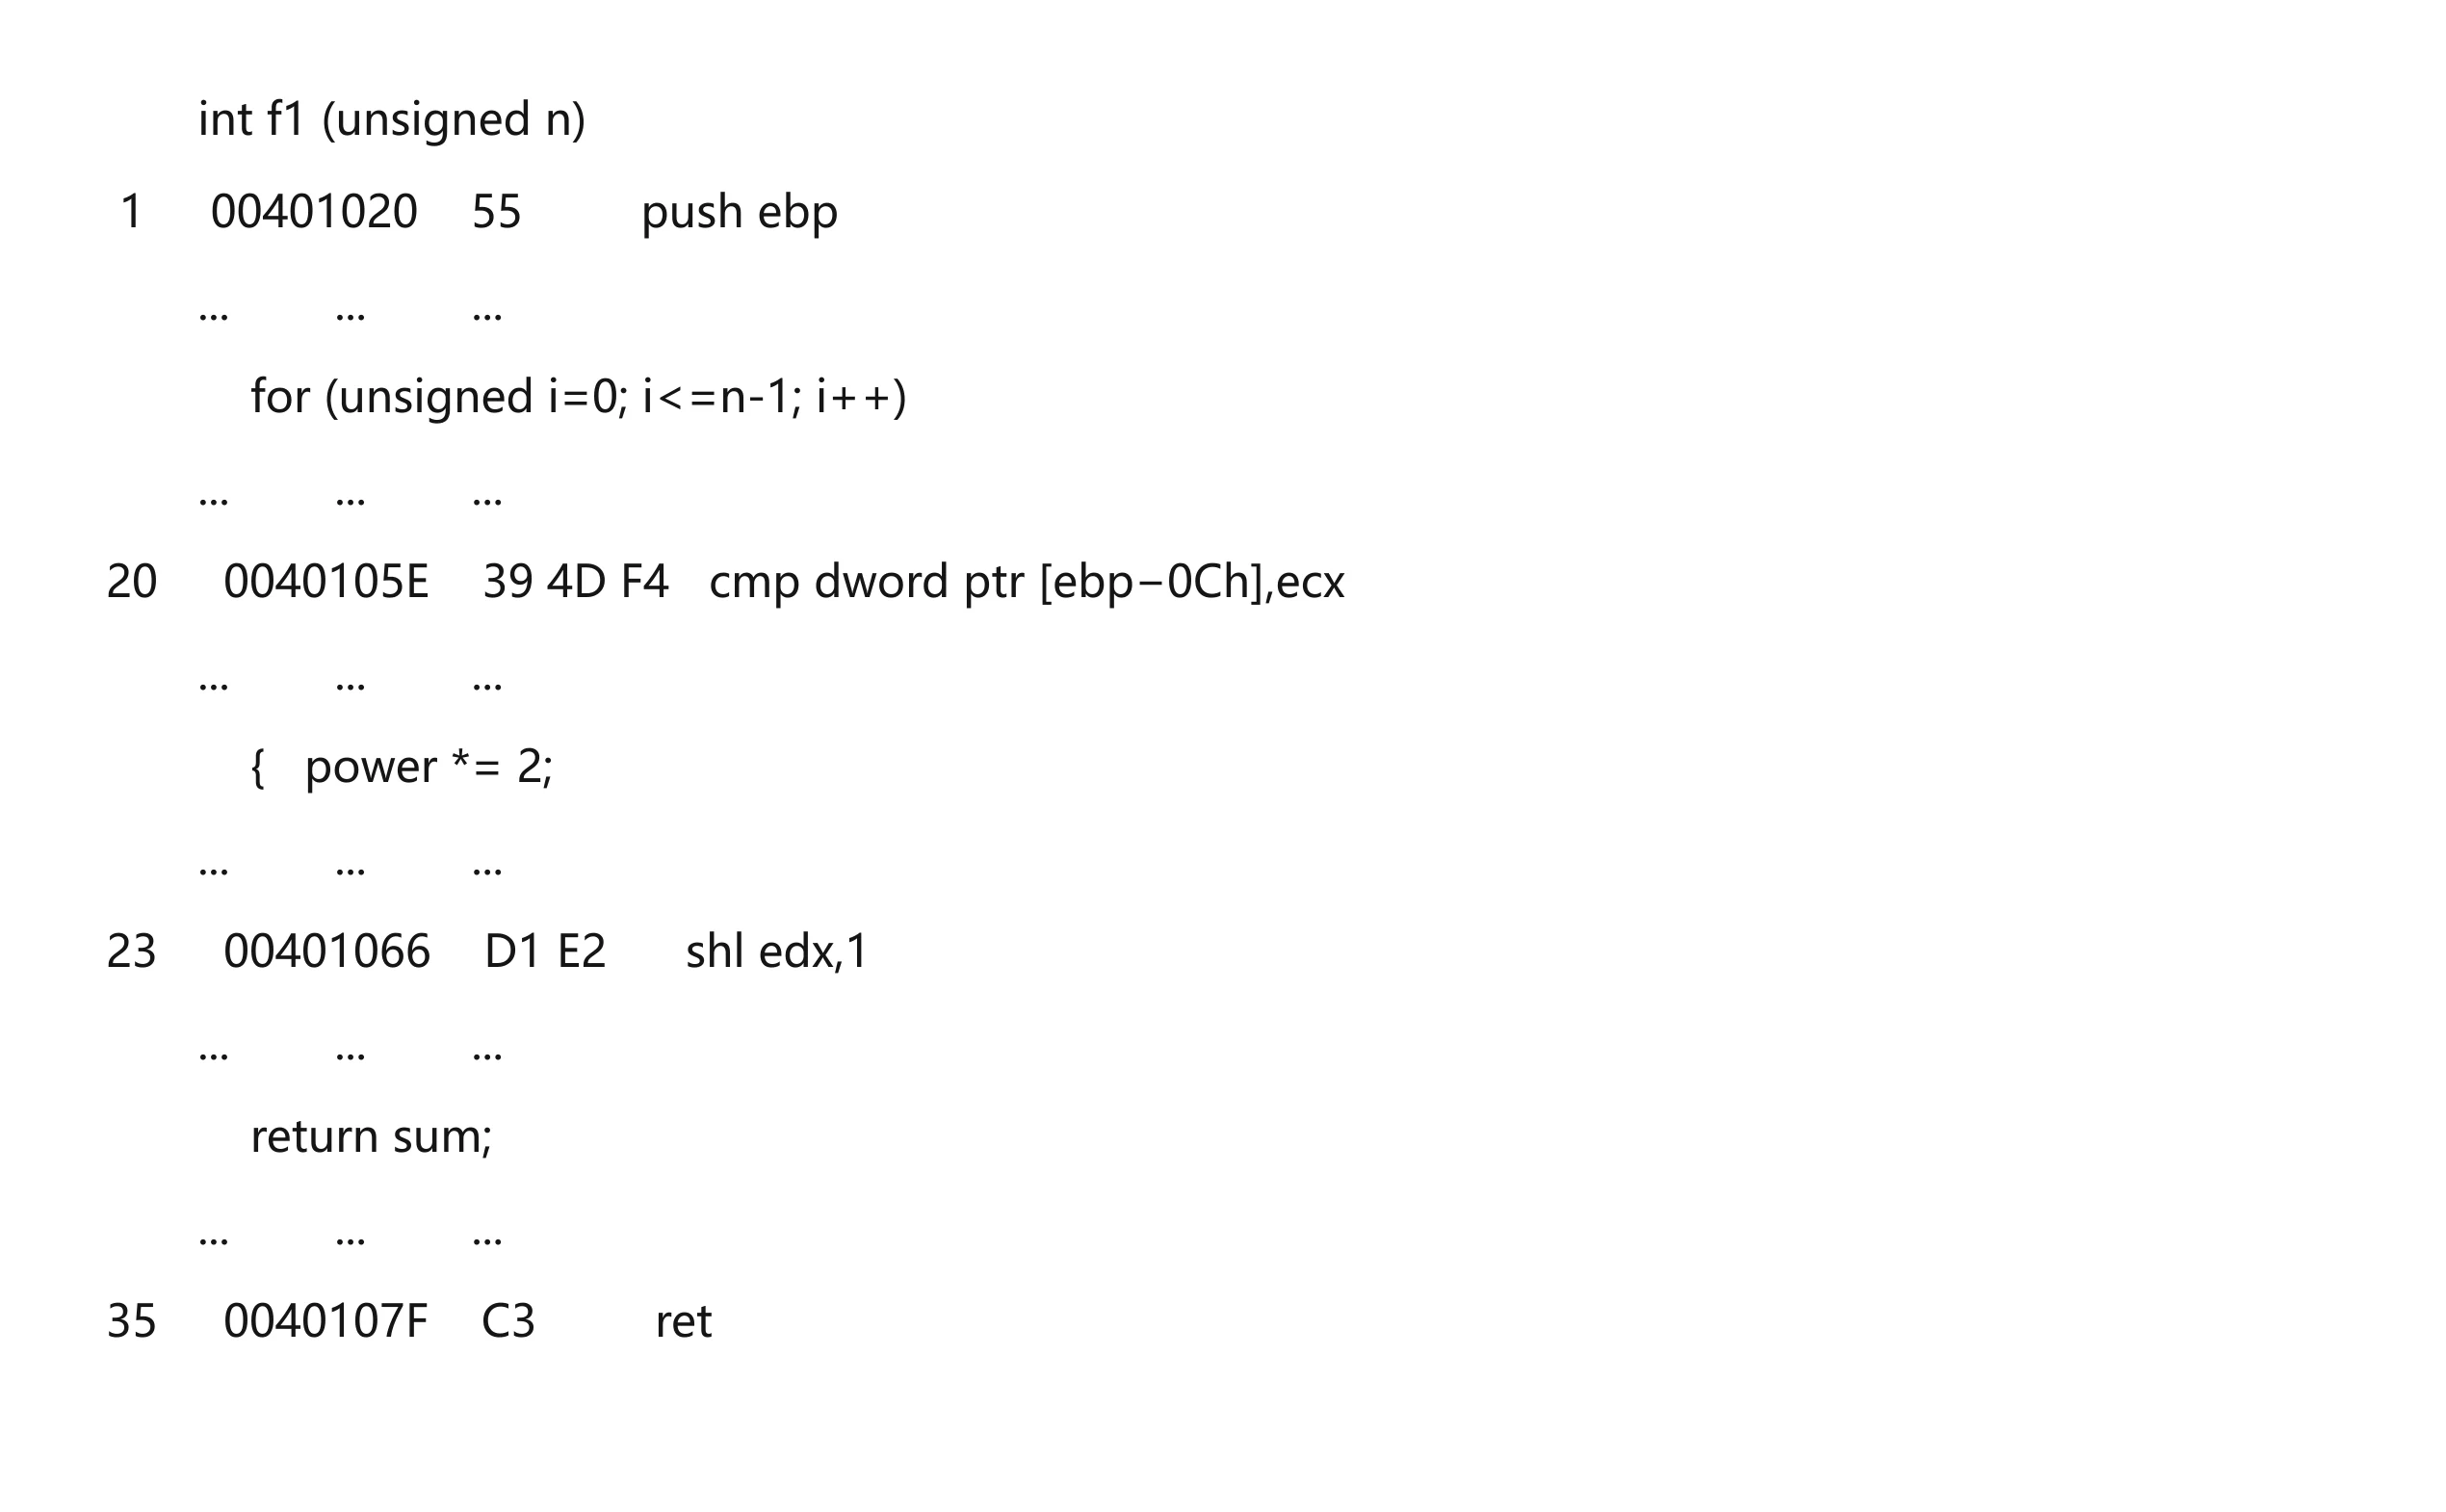 int f1 (unsigned n)
1 00401020 55 push ebp
... ... ...
for (unsigned i=0; i<=n-1; i++)
... ... ...
20 0040105E 39 4D F4 cmp dword ptr [ebp−0Ch],ecx
... ... ...
{ power *= 2;
... ... ...
23 00401066 D1 E2 shl edx,1
... ... ...
return sum;
... ... ...
35 0040107F C3 ret